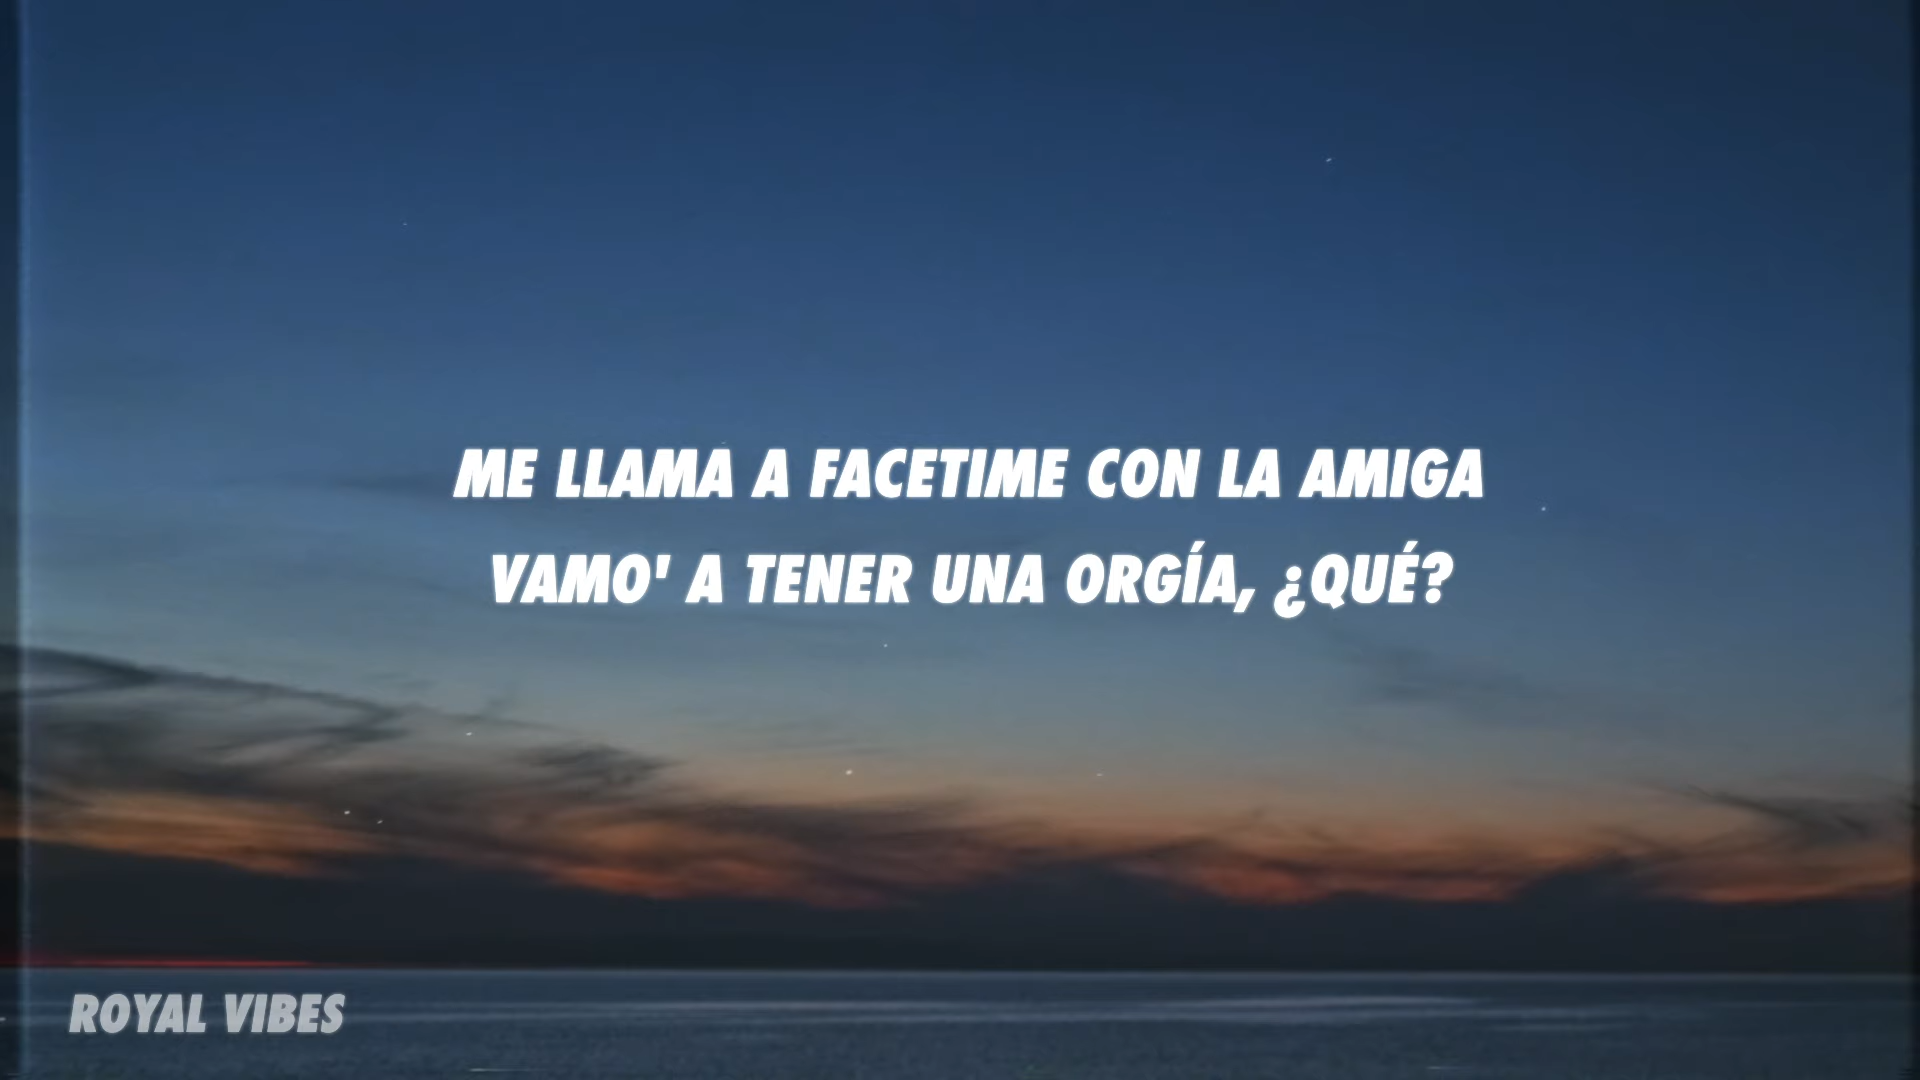 ME LLAMA A FACETIME CON LA AMIGA
VAMO' A TENER UNA ORGÍA, ¿QUÉ?
ROYAL VIBES